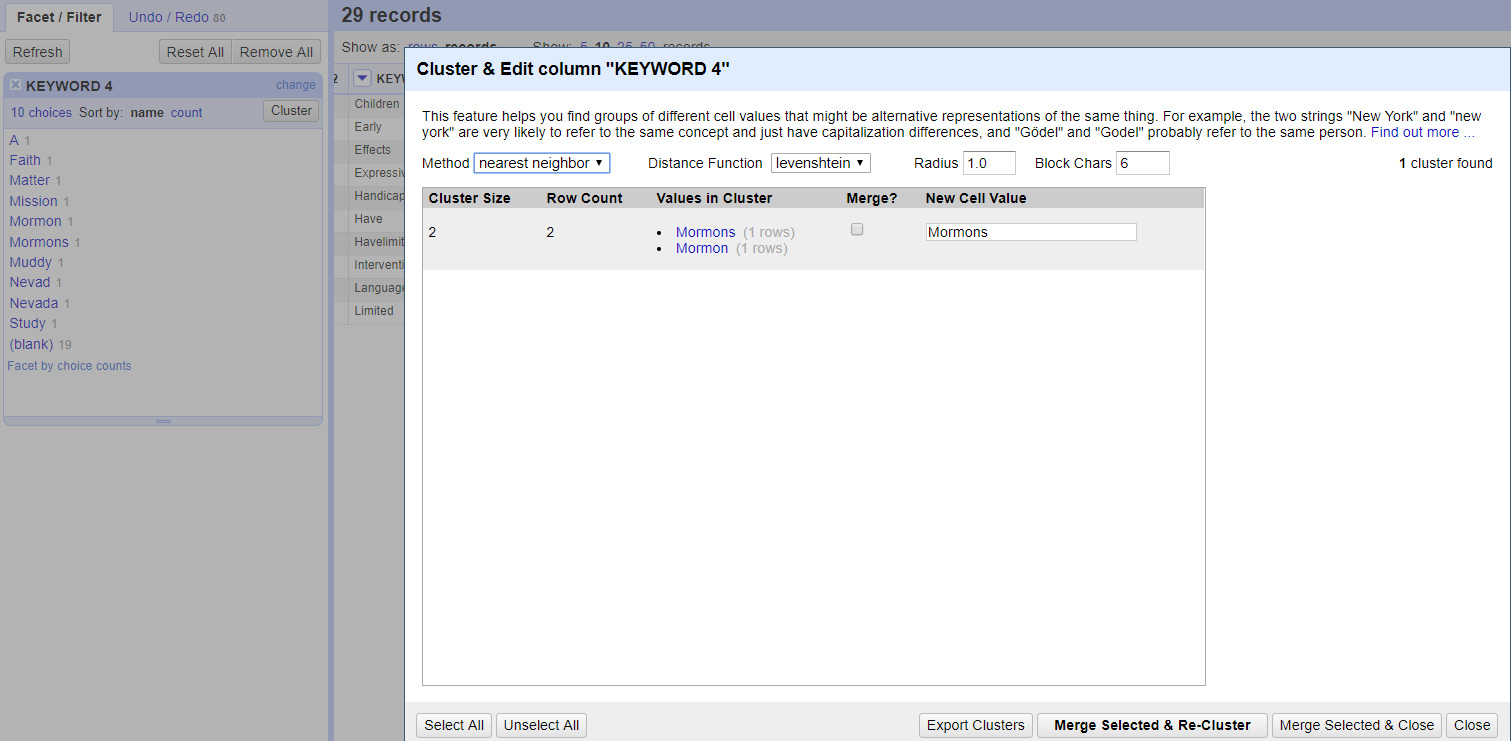 Facet / Filter
Undo / Redo 80
Refresh
Reset All
Remove All
KEYWORD 4
change
10 choices Sort by: name count
Cluster
A 1
Faith 1
Matter 1
Mission 1
Mormon 1
Mormons 1
Muddy 1
Nevad 1
Nevada 1
Study 1
(blank) 19
Facet by choice counts
29 records
Show as: rows records
Show: 5 10 25 50 records
2
KEYW
Children
Early
Effects
Expressiv
Handicap
Have
Havelimit
Interventi
Language
Limited
Cluster & Edit column "KEYWORD 4"
This feature helps you find groups of different cell values that might be alternative representations of the same thing. For example, the two strings "New York" and "new
york" are very likely to refer to the same concept and just have capitalization differences, and "Gödel" and "Godel" probably refer to the same person. Find out more ...
Method nearest neighbor
Distance Function levenshtein
Radius 1.0
Block Chars 6
1 cluster found
Cluster Size Row Count Values in Cluster Merge? New Cell Value
2 2 Mormons (1 rows) Mormons
Mormon (1 rows)
Select All
Unselect All
Export Clusters
Merge Selected & Re-Cluster
Merge Selected & Close
Close